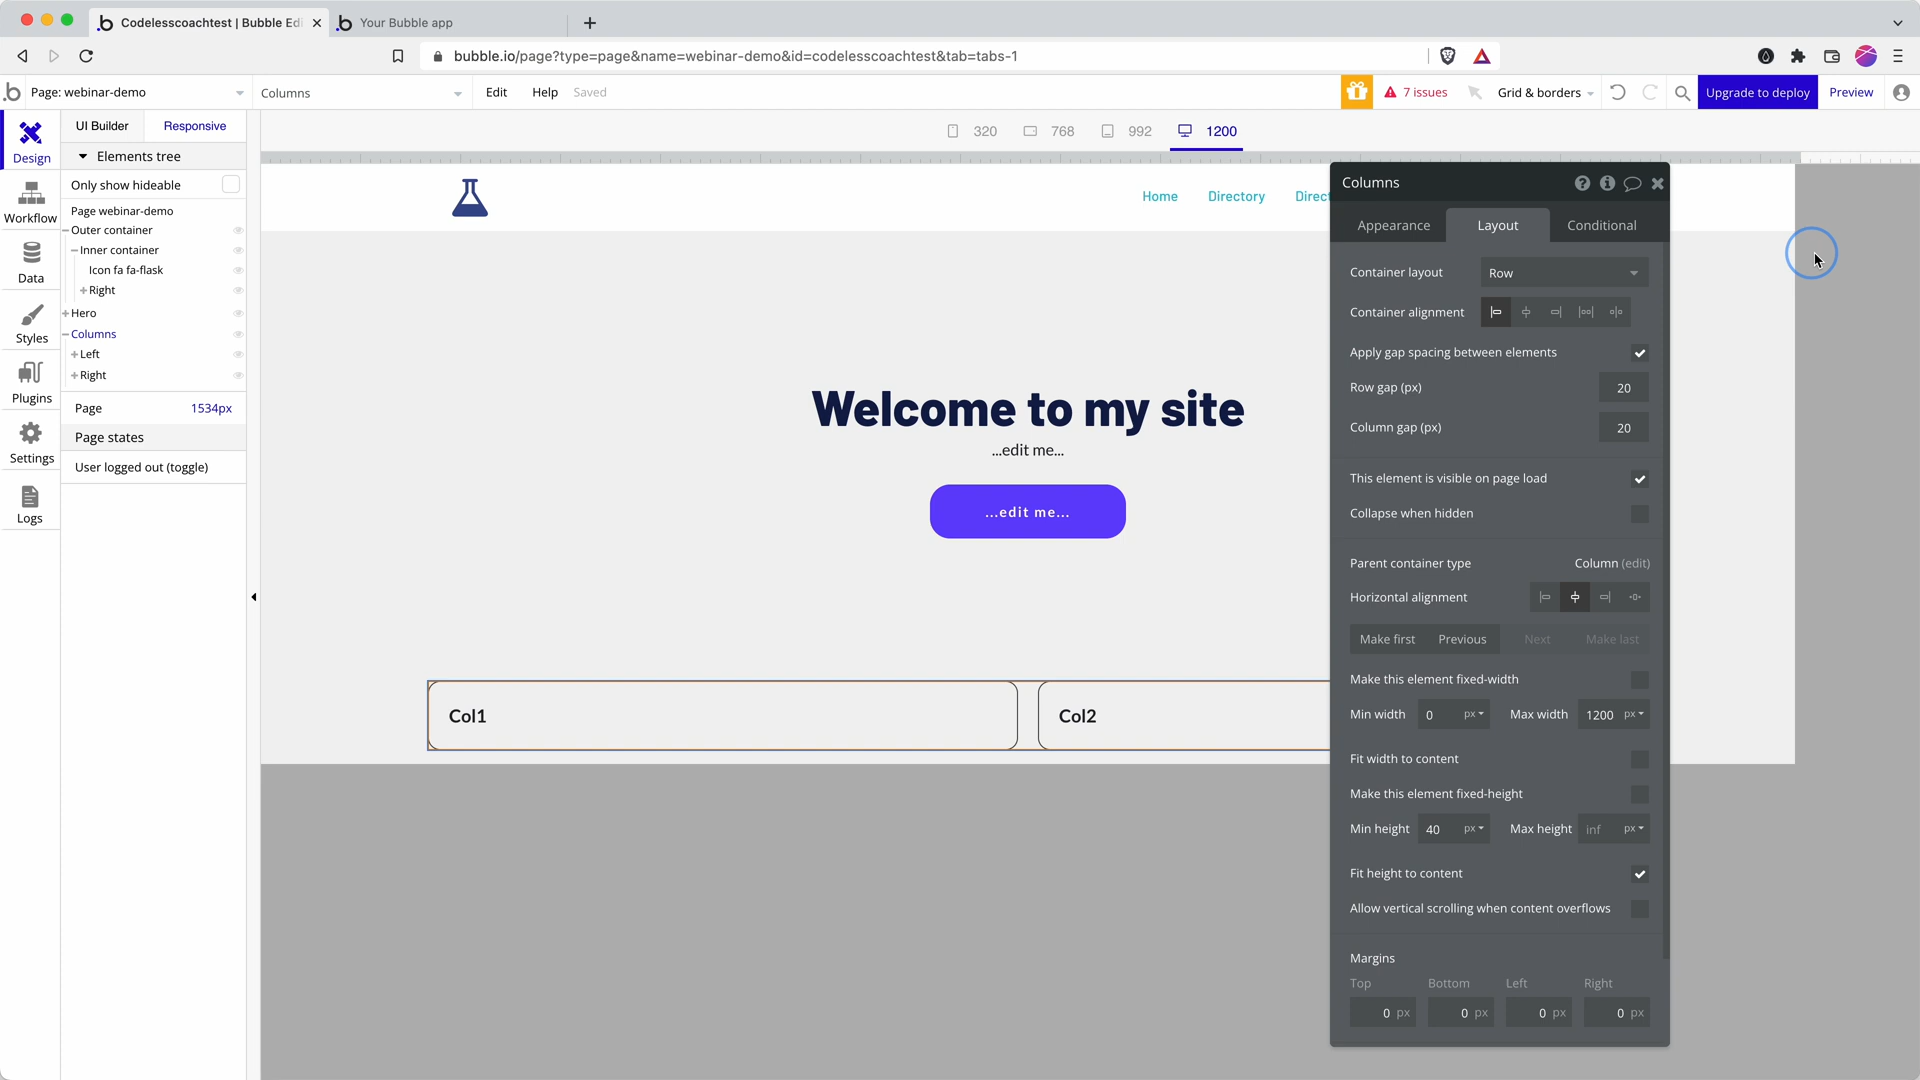 Codelesscoachtest | Bubble Edi
Your Bubble app
bubble.io/page?type=page&name=webinar-demo&id=codelesscoachtest&tab=tabs-1
Page: webinar-demo
Columns
Edit
Help
Saved
7 issues
Grid & borders
Upgrade to deploy
Preview
UI Builder
Responsive
Design
Elements tree
Only show hideable
Page webinar-demo
Outer container
Inner container
Icon fa fa-flask
Right
Hero
Columns
Left
Right
Page
1534px
Page states
User logged out (toggle)
Workflow
Data
Styles
Plugins
Settings
Logs
320
768
992
1200
Home
Directory
Direct
Welcome to my site
...edit me...
...edit me...
Col1
Col2
Columns
Appearance
Layout
Conditional
Container layout
Row
Container alignment
Apply gap spacing between elements
Row gap (px)
20
Column gap (px)
20
This element is visible on page load
Collapse when hidden
Parent container type
Column (edit)
Horizontal alignment
Make first
Previous
Next
Make last
Make this element fixed-width
Min width
0
px
Max width
1200
px
Fit width to content
Make this element fixed-height
Min height
40
px
Max height
inf
px
Fit height to content
Allow vertical scrolling when content overflows
Margins
Top
Bottom
Left
Right
0 px
0 px
0 px
0 px